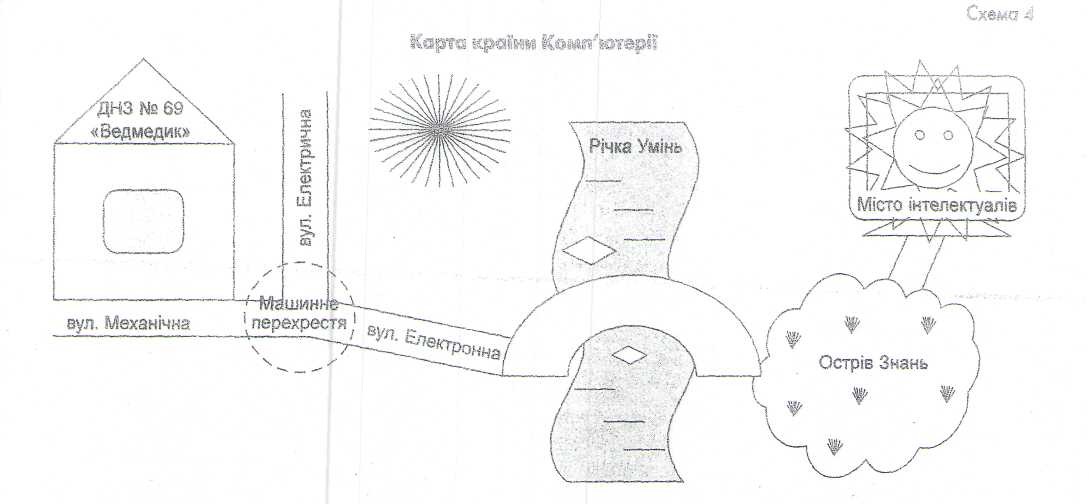 Схема 4
Карта країни Комп'ютерії
ДНЗ № 69
«Ведмедик»
вул. Електрична
Річка Умінь
Місто інтелектуалів
вул. Механічна
Машинне
перехрестя
вул. Електронна
Острів Знань